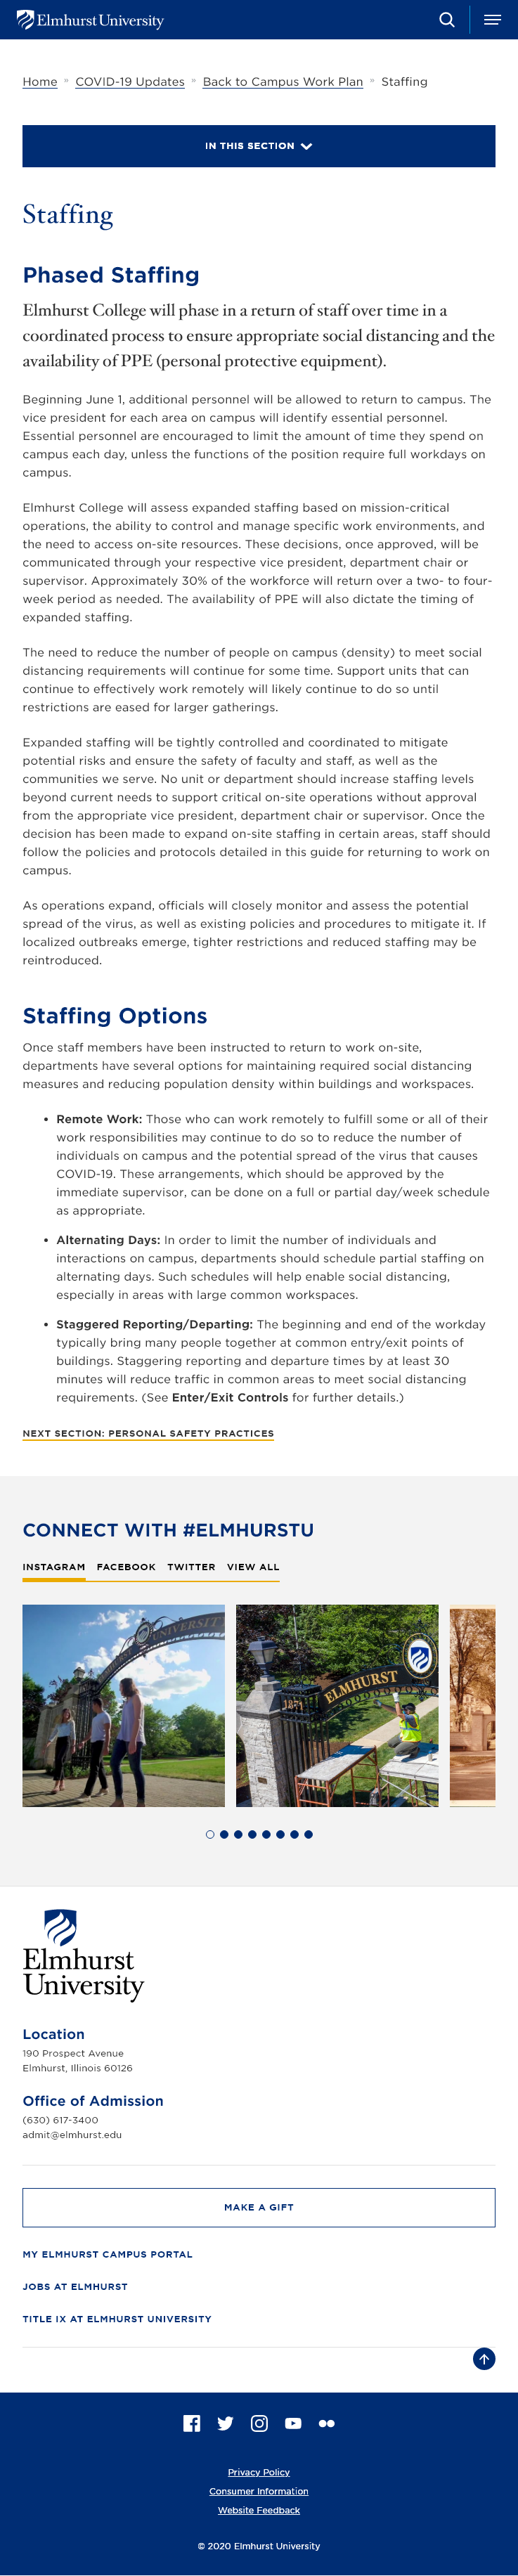 Elmhurst University
Home » COVID-19 Updates » Back to Campus Work Plan » Staffing
IN THIS SECTION
Staffing
Phased Staffing
Elmhurst College will phase in a return of staff over time in a
coordinated process to ensure appropriate social distancing and the
availability of PPE (personal protective equipment).
Beginning June 1, additional personnel will be allowed to return to campus. The
vice president for each area on campus will identify essential personnel.
Essential personnel are encouraged to limit the amount of time they spend on
campus each day, unless the functions of the position require full workdays on
campus.
Elmhurst College will assess expanded staffing based on mission-critical
operations, the ability to control and manage specific work environments, and
the need to access on-site resources. These decisions, once approved, will be
communicated through your respective vice president, department chair or
supervisor. Approximately 30% of the workforce will return over a two- to four-
week period as needed. The availability of PPE will also dictate the timing of
expanded staffing.
The need to reduce the number of people on campus (density) to meet social
distancing requirements will continue for some time. Support units that can
continue to effectively work remotely will likely continue to do so until
restrictions are eased for larger gatherings.
Expanded staffing will be tightly controlled and coordinated to mitigate
potential risks and ensure the safety of faculty and staff, as well as the
communities we serve. No unit or department should increase staffing levels
beyond current needs to support critical on-site operations without approval
from the appropriate vice president, department chair or supervisor. Once the
decision has been made to expand on-site staffing in certain areas, staff should
follow the policies and protocols detailed in this guide for returning to work on
campus.
As operations expand, officials will closely monitor and assess the potential
spread of the virus, as well as existing policies and procedures to mitigate it. If
localized outbreaks emerge, tighter restrictions and reduced staffing may be
reintroduced.
Staffing Options
Once staff members have been instructed to return to work on-site,
departments have several options for maintaining required social distancing
measures and reducing population density within buildings and workspaces.
• Remote Work: Those who can work remotely to fulfill some or all of their
work responsibilities may continue to do so to reduce the number of
individuals on campus and the potential spread of the virus that causes
COVID-19. These arrangements, which should be approved by the
immediate supervisor, can be done on a full or partial day/week schedule
as appropriate.
• Alternating Days: In order to limit the number of individuals and
interactions on campus, departments should schedule partial staffing on
alternating days. Such schedules will help enable social distancing,
especially in areas with large common workspaces.
• Staggered Reporting/Departing: The beginning and end of the workday
typically bring many people together at common entry/exit points of
buildings. Staggering reporting and departure times by at least 30
minutes will reduce traffic in common areas to meet social distancing
requirements. (See Enter/Exit Controls for further details.)
NEXT SECTION: PERSONAL SAFETY PRACTICES
CONNECT WITH #ELMHURSTU
INSTAGRAM FACEBOOK TWITTER VIEW ALL
UNIVERSITY
ELMHURST
1871
Elmhurst
University
Location
190 Prospect Avenue
Elmhurst, Illinois 60126
Office of Admission
(630) 617-3400
admit@elmhurst.edu
MAKE A GIFT
MY ELMHURST CAMPUS PORTAL
JOBS AT ELMHURST
TITLE IX AT ELMHURST UNIVERSITY
Privacy Policy
Consumer Information
Website Feedback
© 2020 Elmhurst University